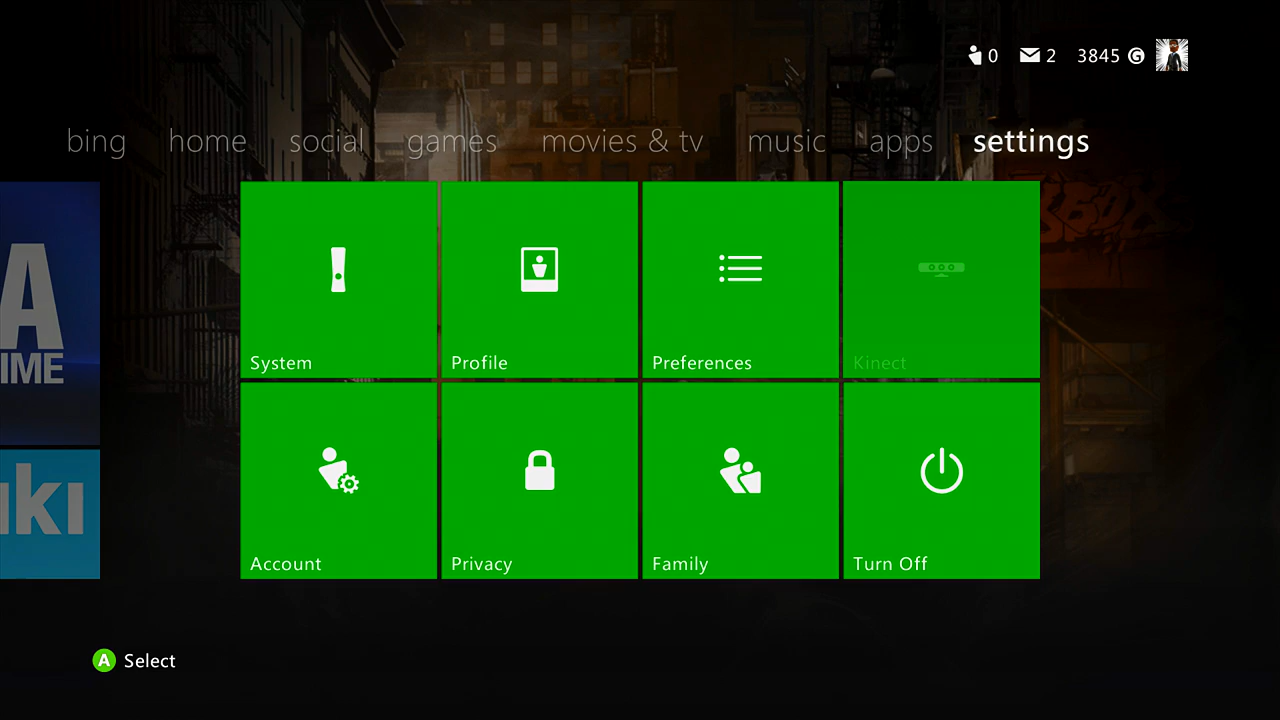 0 2 3845 G
bing home social games movies & tv music apps settings
A
IME
iki
System Profile Preferences Kinect
XBOX
Account Privacy Family Turn Off
A Select